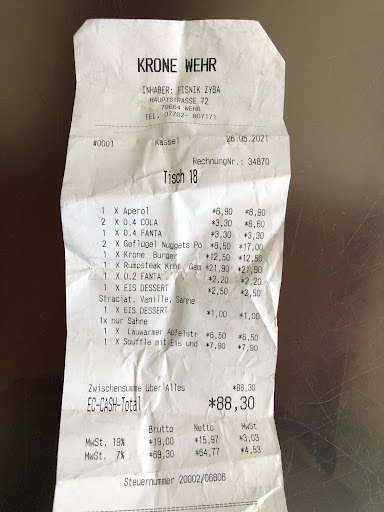 KRONE WEHR
INHABER: FISNIK ZYBA
HAUPTSTRASSE 72
79664 WEHR
TEL. 07762- 807171
#0001 Kasse1 26.05.2021
RechnungNr.: 34870
Tisch 18
1 X Aperol *6,90 *6,90
2 X 0.4 COLA *3,30 *6,60
1 X 0.4 FANTA *3,30 *3,30
2 X Geflügel Nuggets Po *8,50 *17,00
1 X Krone Burger *12,50 *12,50
1 X Rumpsteak Kröt. Gem *21,90 *21,90
1 X 0.2 FANTA *2,20 *2,20
1 X EIS DESSERT *2,50 *2,50
Straciat. Vanille, Sahne
1 X EIS DESSERT *1,00 *1,00
1x nur Sahne
1 X Lauwarmer Apfelstr *6,50 *6,50
1 X Souffle mit Eis und *7,90 *7,90
Zwischensumme über Alles *88,30
EC-CASH-Total *88,30
Brutto Netto MwSt
MwSt. 19% *19,00 *15,97 *3,03
MwSt. 7% *69,30 *64,77 *4,53
Steuernummer 20002/06806